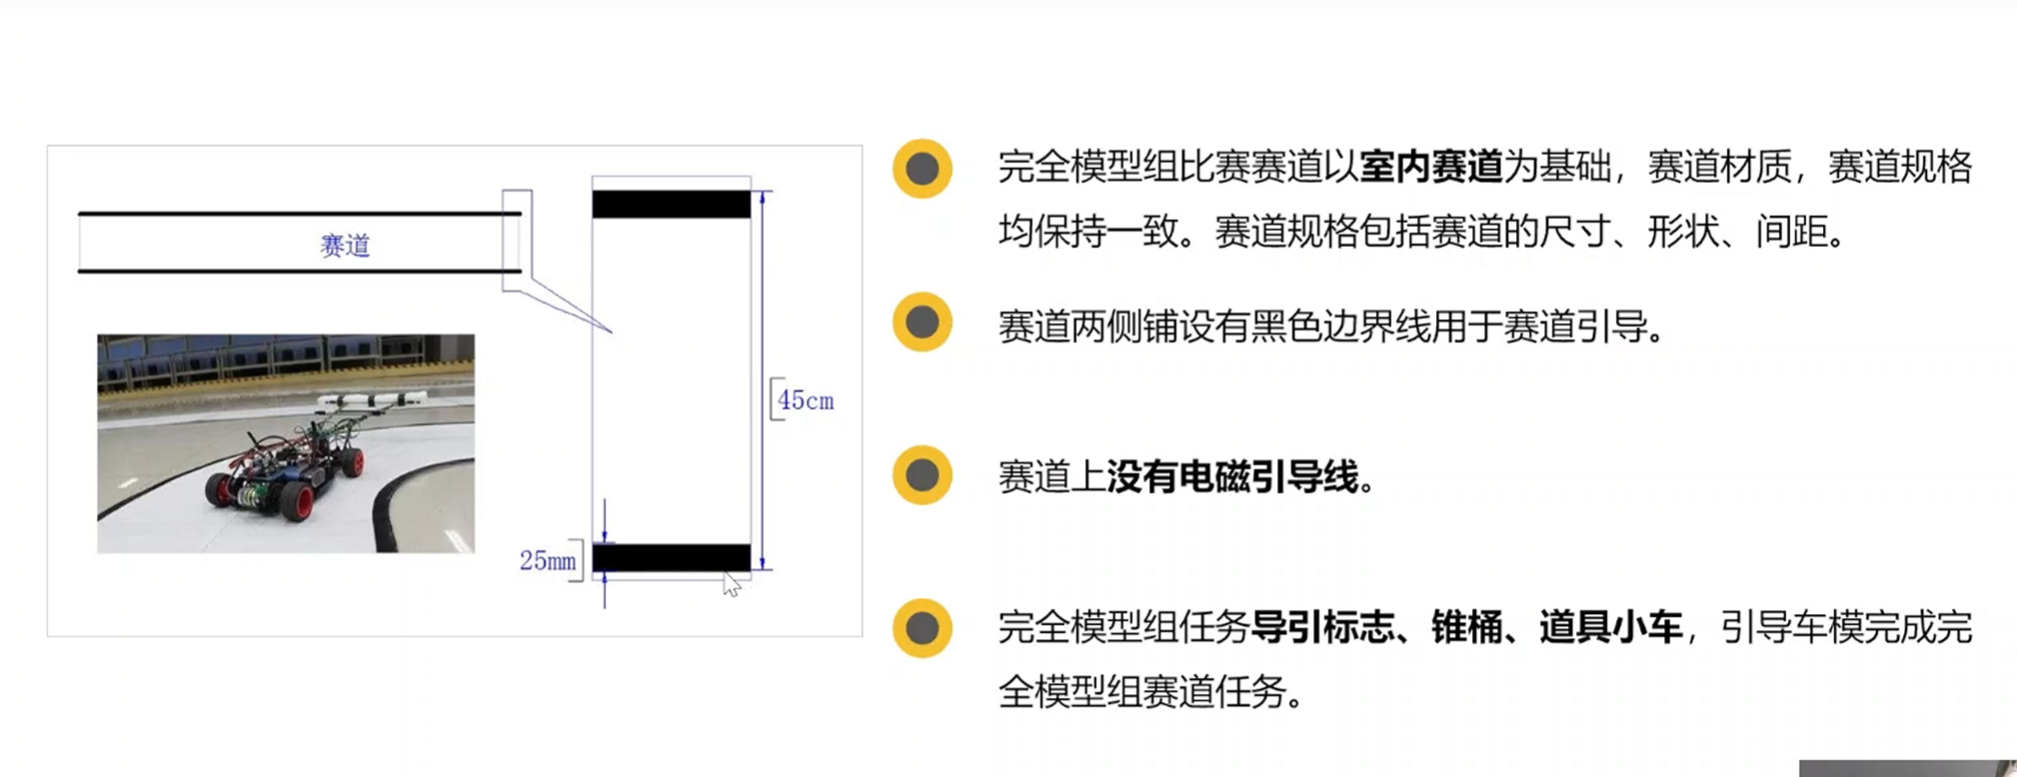 赛道
45cm
25mm
完全模型组比赛赛道以室内赛道为基础，赛道材质，赛道规格
均保持一致。赛道规格包括赛道的尺寸、形状、间距。
赛道两侧铺设有黑色边界线用于赛道引导。
赛道上没有电磁引导线。
完全模型组任务导引标志、锥桶、道具小车，引导车模完成完
全模型组赛道任务。